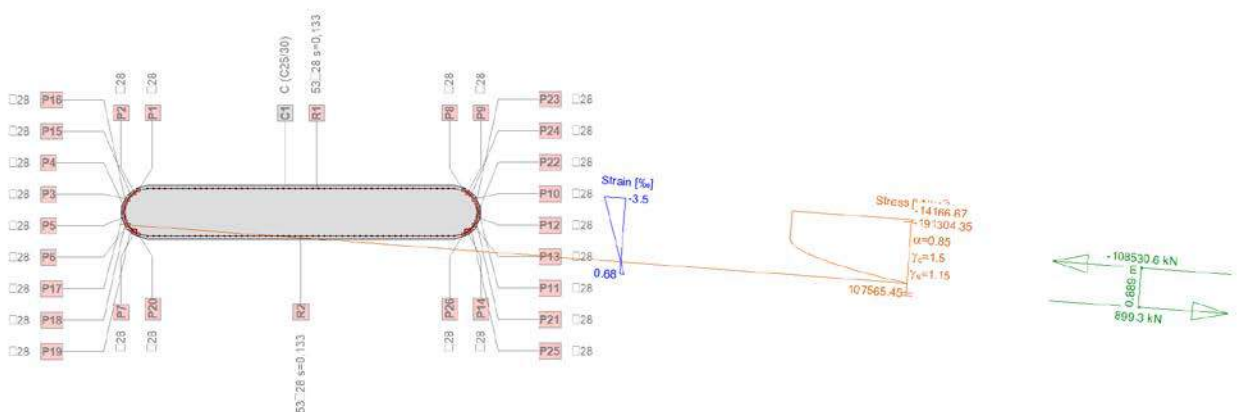 □28 P16
□28 P15
□28 P4
□28 P3
□28 P5
□28 P6
□28 P17
□28 P18
□28 P19
P2 □28
P1 □28
C1 C (C25/30)
R1 53□28 s=0,133
P8 □28
P9 □28
P23 □28
P24 □28
P22 □28
P10 □28
P12 □28
P13 □28
P11 □28
P21 □28
P25 □28
□28 P7
□28 P20
53□28 s=0.133 R2
□28 P26
□28 P14
Strain [‰]
-3.5
0.68
-14166.67
-191304.35
α=0.85
γc=1.5
γs=1.15
107565.45
-108530.6 kN
0.689 m
899.3 kN